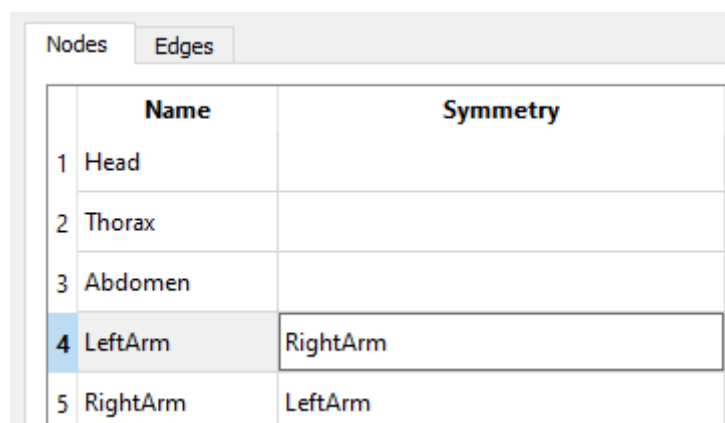 Nodes Edges
Name Symmetry
1 Head
2 Thorax
3 Abdomen
4 LeftArm RightArm
5 RightArm LeftArm